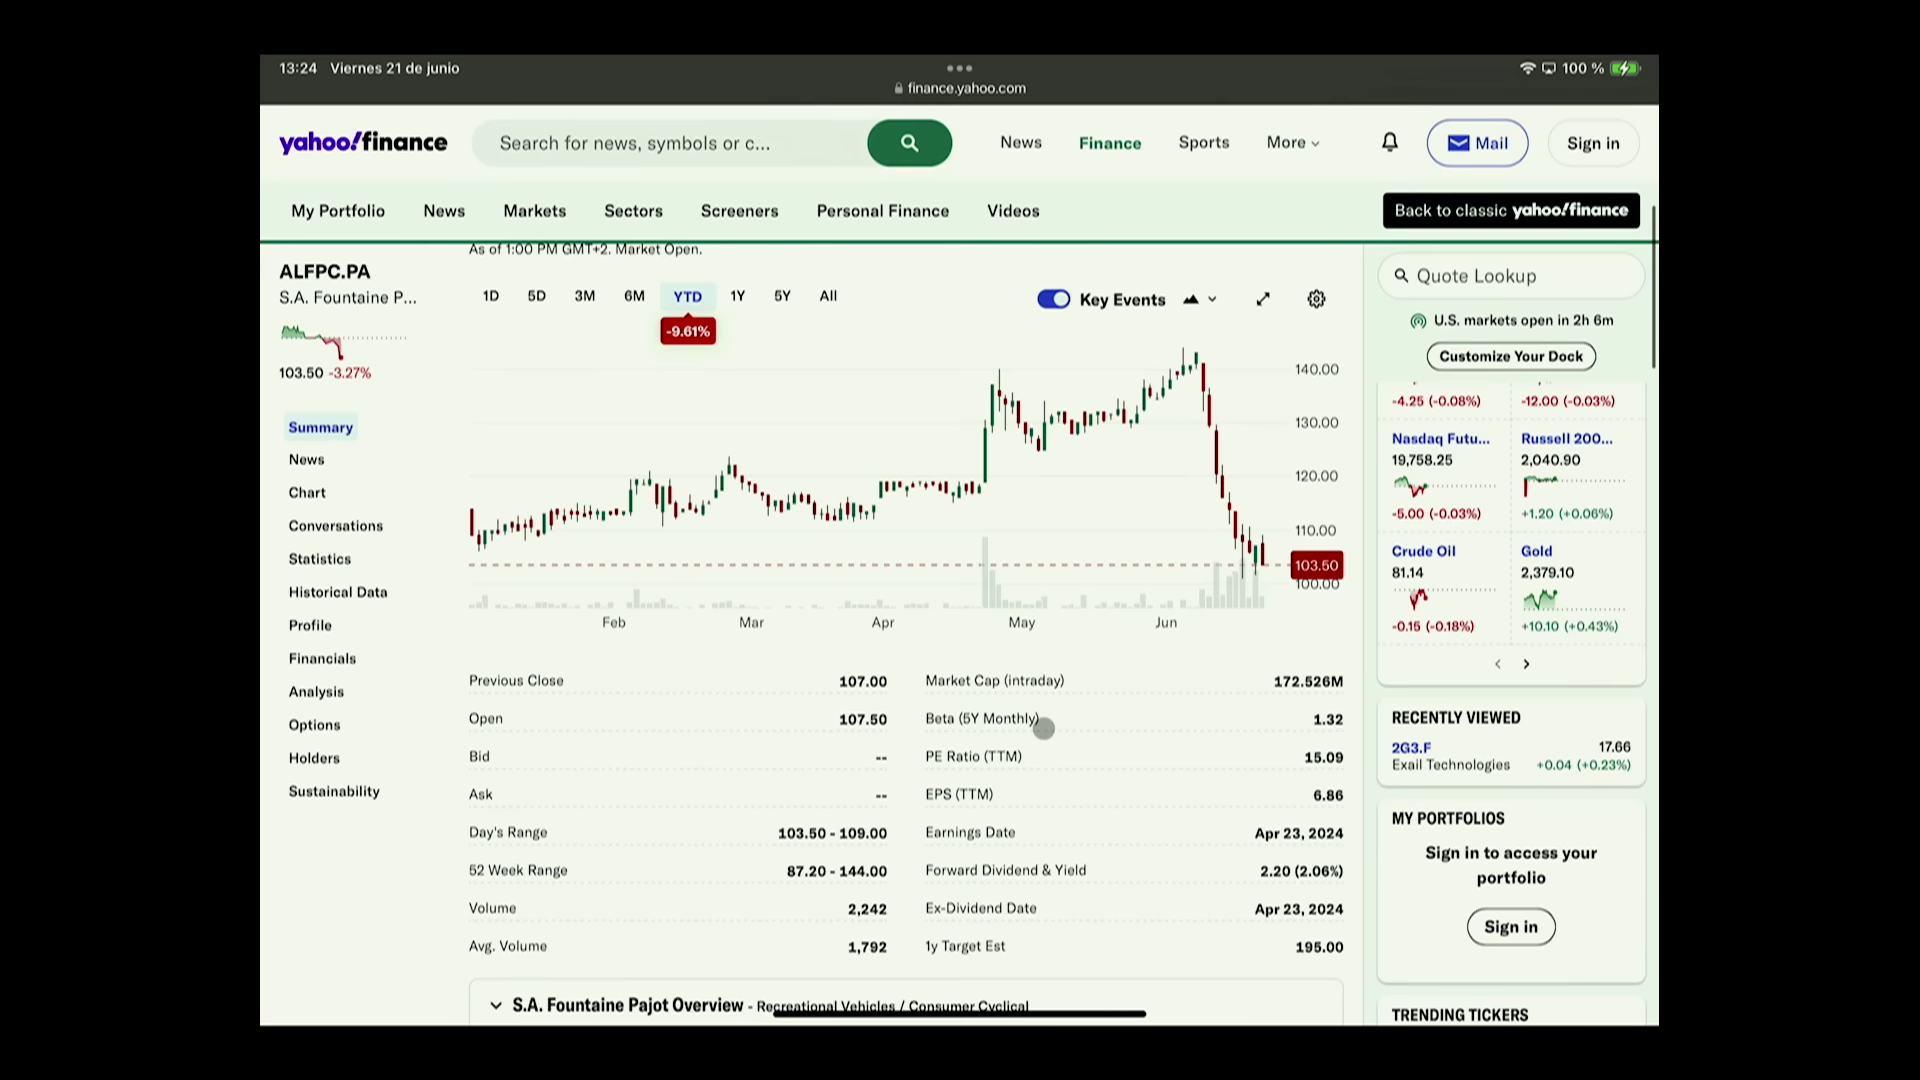 13:24 Viernes 21 de junio
100 %
finance.yahoo.com
yahoo!finance
Search for news, symbols or c...
News
Finance
Sports
More
Mail
Sign in
My Portfolio
News
Markets
Sectors
Screeners
Personal Finance
Videos
Back to classic yahoo!finance
ALFPC.PA
S.A. Fountaine P...
103.50 -3.27%
Summary
News
Chart
Conversations
Statistics
Historical Data
Profile
Financials
Analysis
Options
Holders
Sustainability
As of 1:00 PM GMT+2. Market Open.
1D 5D 3M 6M YTD 1Y 5Y All
-9.61%
Key Events
140.00
130.00
120.00
110.00
103.50
100.00
Feb Mar Apr May Jun
Previous Close 107.00
Open 107.50
Bid --
Ask --
Day's Range 103.50 - 109.00
52 Week Range 87.20 - 144.00
Volume 2,242
Avg. Volume 1,792
Market Cap (intraday) 172.526M
Beta (5Y Monthly) 1.32
PE Ratio (TTM) 15.09
EPS (TTM) 6.86
Earnings Date Apr 23, 2024
Forward Dividend & Yield 2.20 (2.06%)
Ex-Dividend Date Apr 23, 2024
1y Target Est 195.00
S.A. Fountaine Pajot Overview - Recreational Vehicles / Consumer Cyclical
Quote Lookup
U.S. markets open in 2h 6m
Customize Your Dock
-4.25 (-0.08%) -12.00 (-0.03%)
Nasdaq Futu... Russell 200...
19,758.25 2,040.90
-5.00 (-0.03%) +1.20 (+0.06%)
Crude Oil Gold
81.14 2,379.10
-0.15 (-0.18%) +10.10 (+0.43%)
RECENTLY VIEWED
2G3.F 17.66
Exail Technologies +0.04 (+0.23%)
MY PORTFOLIOS
Sign in to access your
portfolio
Sign in
TRENDING TICKERS